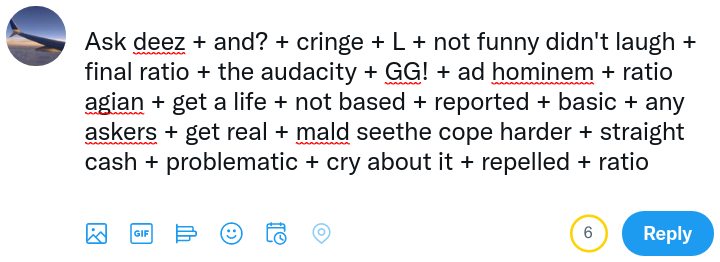 Ask deez + and? + cringe + L + not funny didn't laugh +
final ratio + the audacity + GG! + ad hominem + ratio
agian + get a life + not based + reported + basic + any
askers + get real + mald seethe cope harder + straight
cash + problematic + cry about it + repelled + ratio
GIF 6 Reply